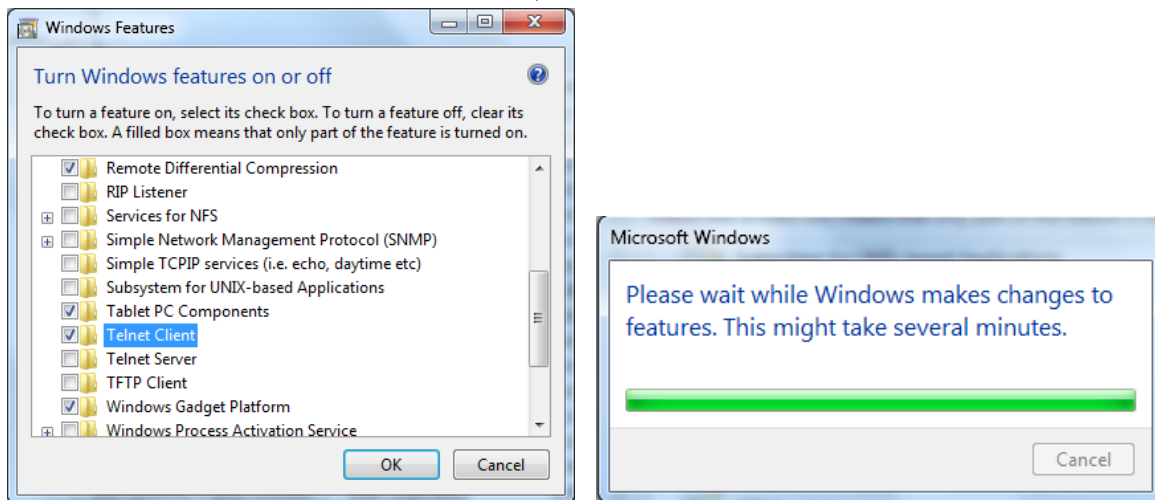 Windows Features
Turn Windows features on or off
To turn a feature on, select its check box. To turn a feature off, clear its
check box. A filled box means that only part of the feature is turned on.
Remote Differential Compression
RIP Listener
Services for NFS
Simple Network Management Protocol (SNMP)
Simple TCPIP services (i.e. echo, daytime etc)
Subsystem for UNIX-based Applications
Tablet PC Components
Telnet Client
Telnet Server
TFTP Client
Windows Gadget Platform
Windows Process Activation Service
OK
Cancel
Microsoft Windows
Please wait while Windows makes changes to
features. This might take several minutes.
Cancel